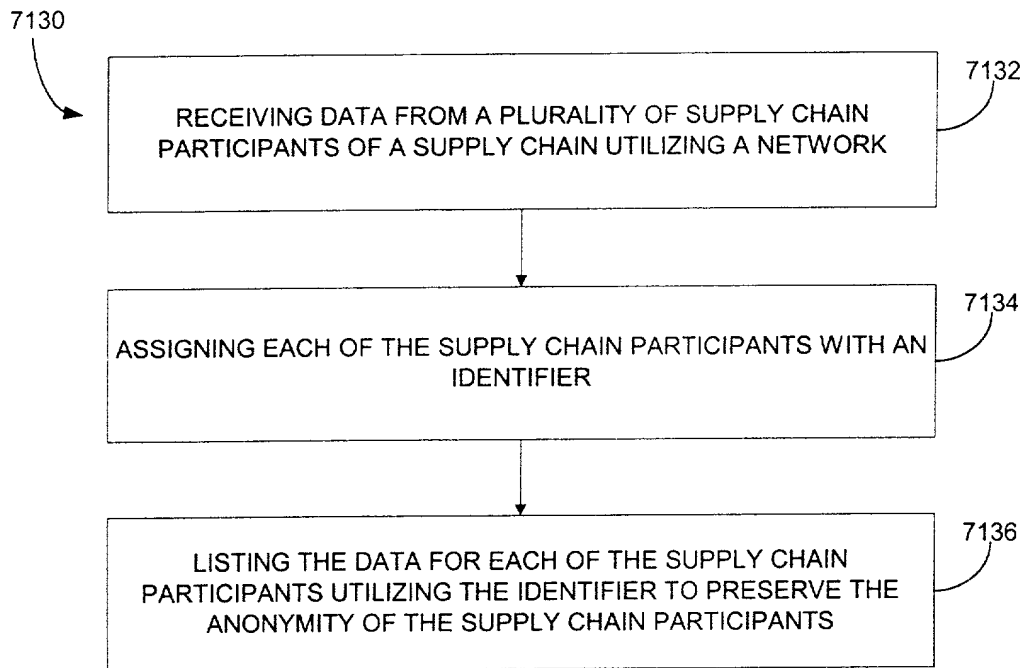 7130
7132
RECEIVING DATA FROM A PLURALITY OF SUPPLY CHAIN
PARTICIPANTS OF A SUPPLY CHAIN UTILIZING A NETWORK
7134
ASSIGNING EACH OF THE SUPPLY CHAIN PARTICIPANTS WITH AN
IDENTIFIER
7136
LISTING THE DATA FOR EACH OF THE SUPPLY CHAIN
PARTICIPANTS UTILIZING THE IDENTIFIER TO PRESERVE THE
ANONYMITY OF THE SUPPLY CHAIN PARTICIPANTS